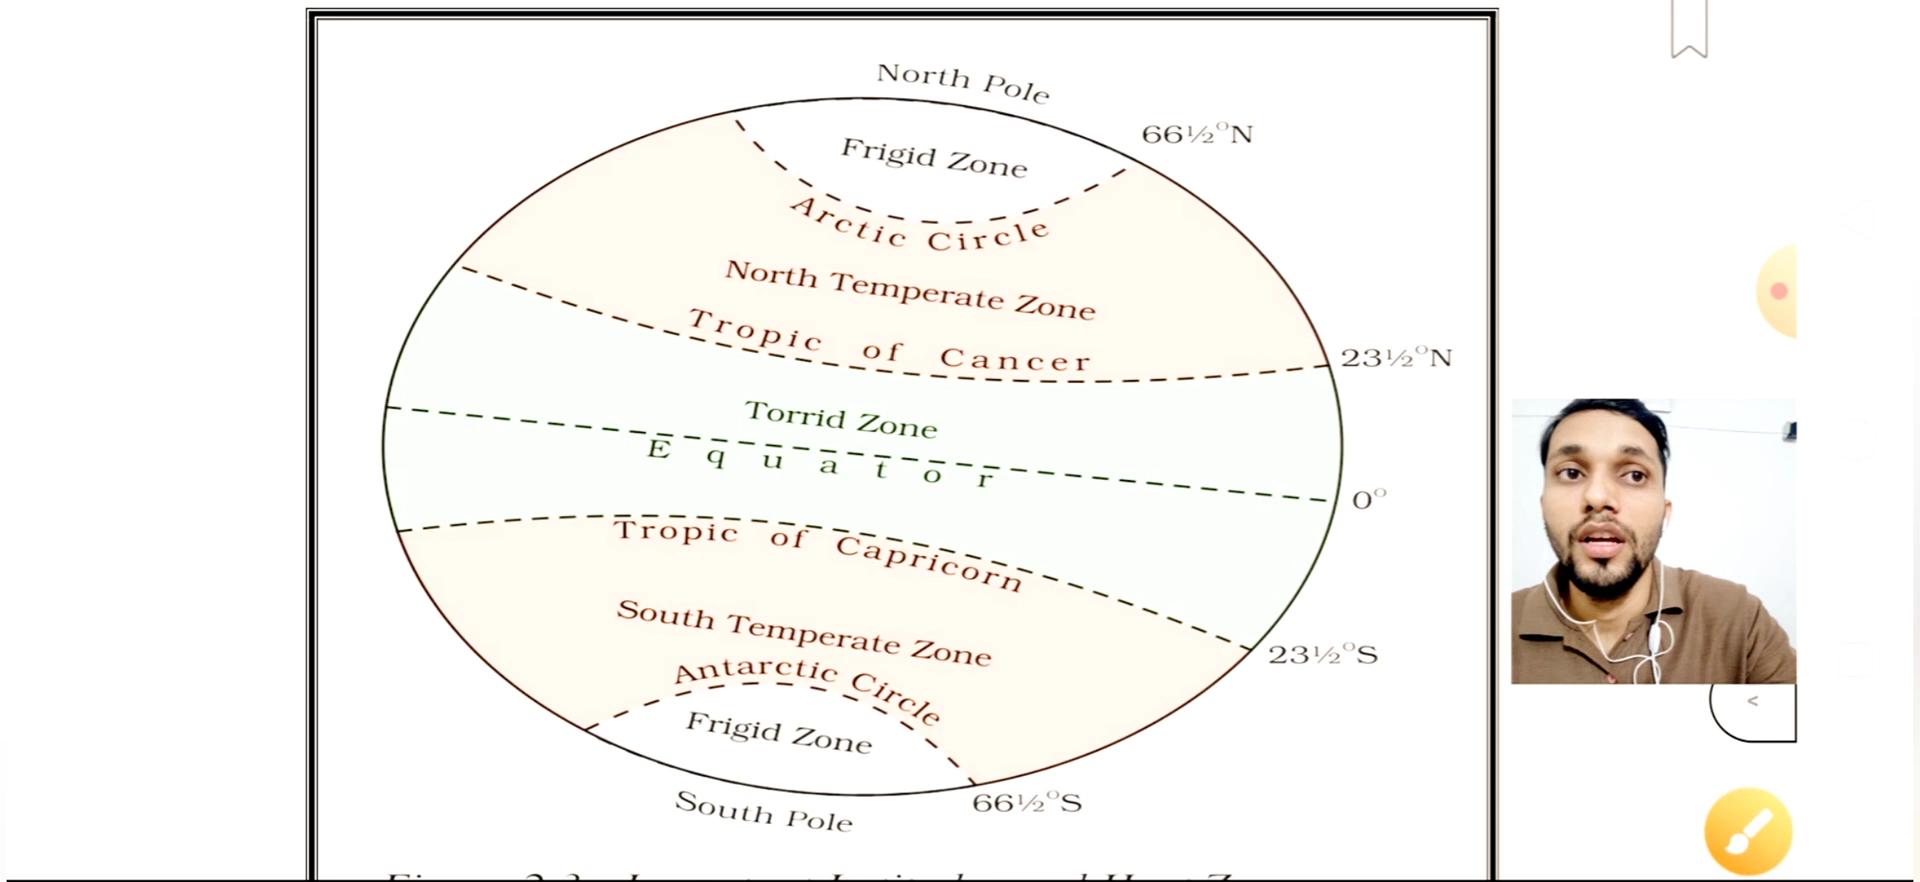 North Pole
66½°N
Frigid Zone
Arctic Circle
North Temperate Zone
Tropic of Cancer
23½°N
Torrid Zone
Equator
0°
Tropic of Capricorn
South Temperate Zone
23½°S
Antarctic Circle
Frigid Zone
66½°S
South Pole
<